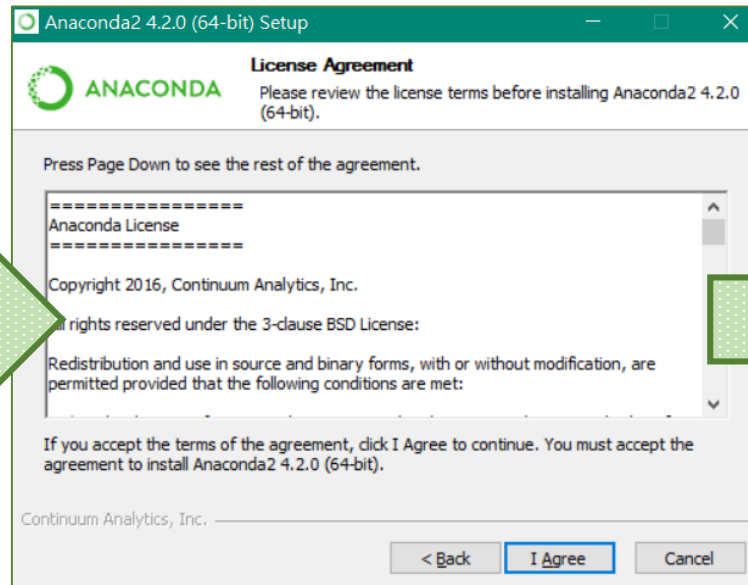 Anaconda2 4.2.0 (64-bit) Setup
ANACONDA
License Agreement
Please review the license terms before installing Anaconda2 4.2.0
(64-bit).
Press Page Down to see the rest of the agreement.
================
Anaconda License
================
Copyright 2016, Continuum Analytics, Inc.
rights reserved under the 3-clause BSD License:
Redistribution and use in source and binary forms, with or without modification, are
permitted provided that the following conditions are met:
If you accept the terms of the agreement, click I Agree to continue. You must accept the
agreement to install Anaconda2 4.2.0 (64-bit).
Continuum Analytics, Inc.
< Back
I Agree
Cancel